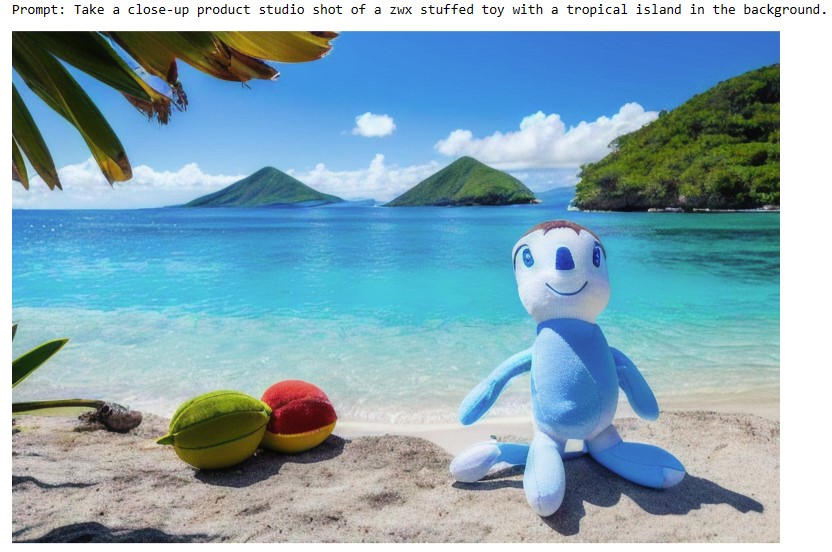 Prompt: Take a close-up product studio shot of a zwx stuffed toy with a tropical island in the background.